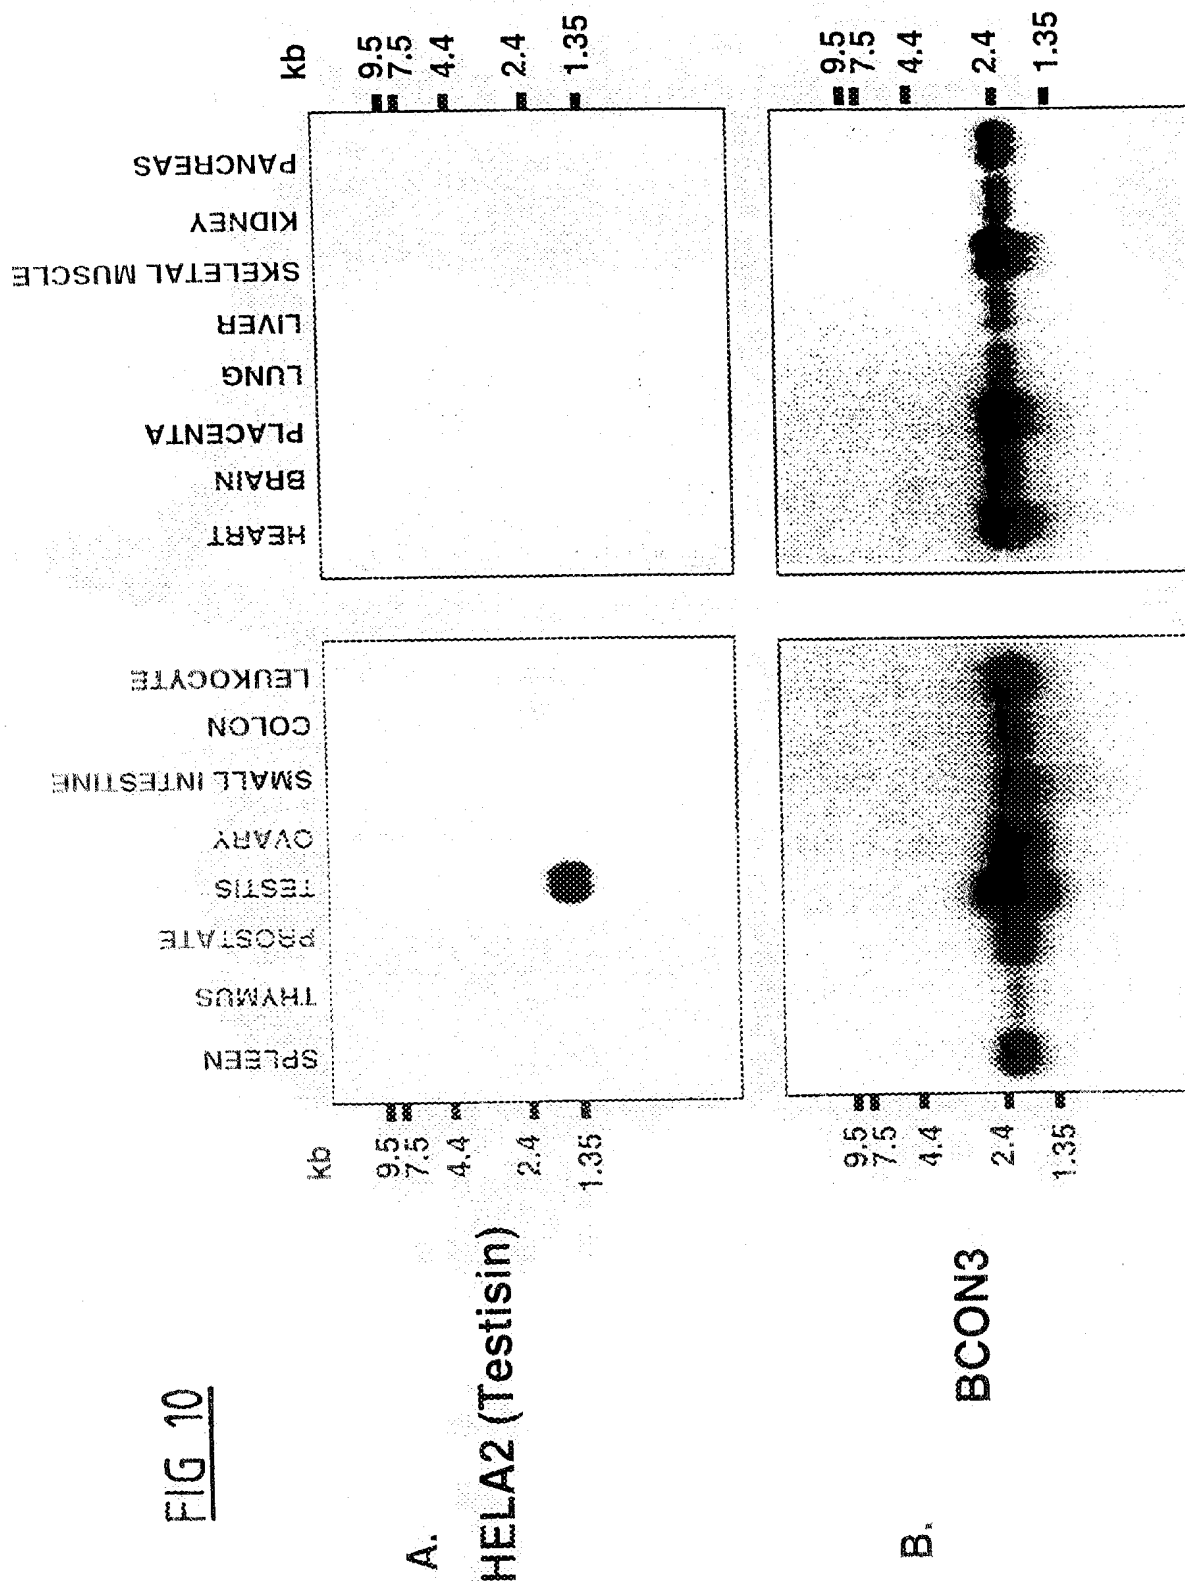 FIG 10
A.
HELA2 (Testisin)
kb
9.5
7.5
4.4
2.4
1.35
SPLEEN
THYMUS
PROSTATE
TESTIS
OVARY
SMALL INTESTINE
COLON
LEUKOCYTE
HEART
BRAIN
PLACENTA
LUNG
LIVER
SKELETAL MUSCLE
KIDNEY
PANCREAS
kb
9.5
7.5
4.4
2.4
1.35
B.
BCON3
9.5
7.5
4.4
2.4
1.35
9.5
7.5
4.4
2.4
1.35